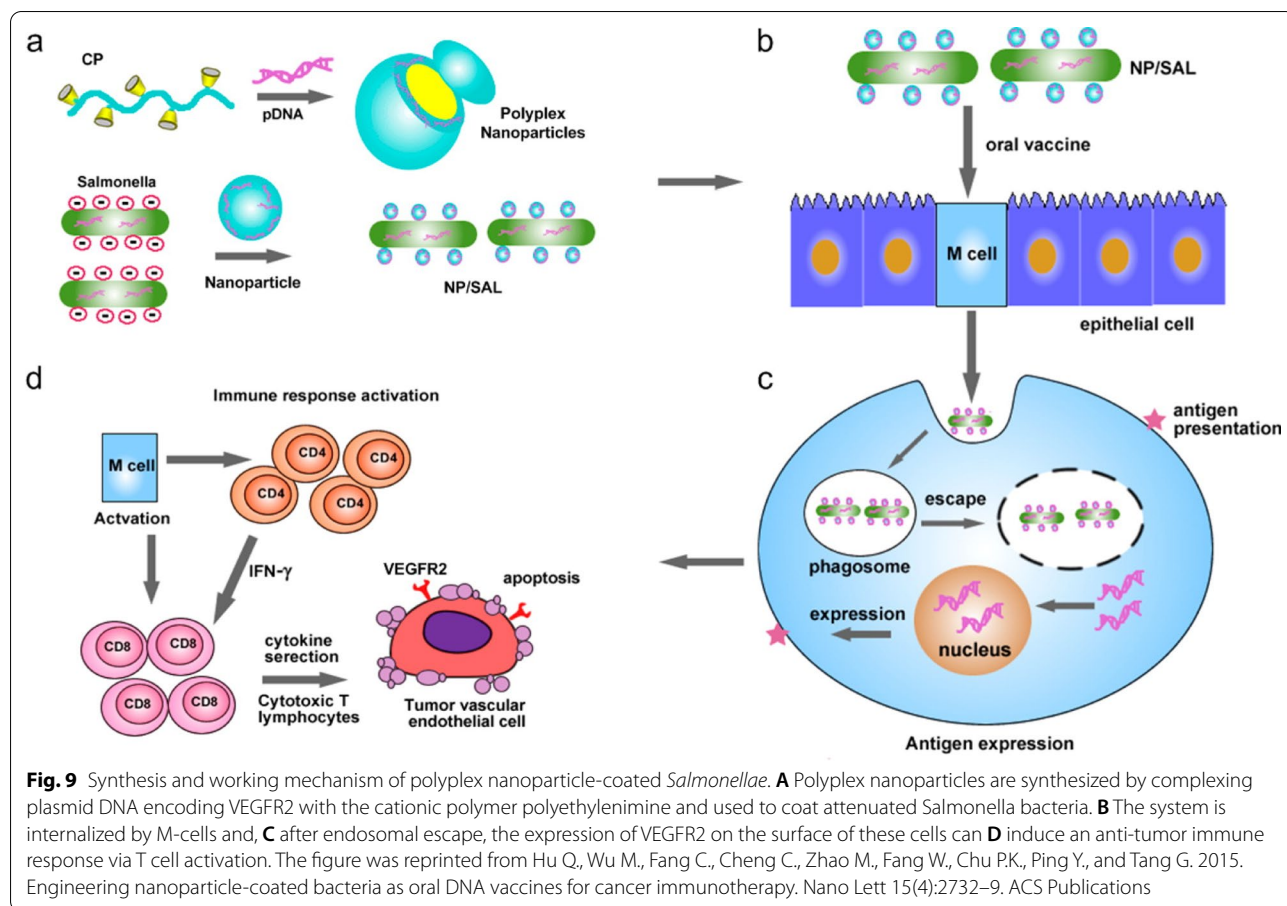 a
CP
pDNA
Polyplex
Nanoparticles
Salmonella
Nanoparticle
NP/SAL
b
NP/SAL
oral vaccine
M cell
epithelial cell
c
antigen
presentation
escape
phagosome
expression
nucleus
Antigen expression
d
Immune response activation
M cell
Actvation
CD4
CD4
CD4
CD4
IFN-γ
CD8
CD8
CD8
CD8
cytokine
serection
Cytotoxic T
lymphocytes
VEGFR2
apoptosis
Tumor vascular
endothelial cell
Fig. 9 Synthesis and working mechanism of polyplex nanoparticle-coated Salmonellae. A Polyplex nanoparticles are synthesized by complexing
plasmid DNA encoding VEGFR2 with the cationic polymer polyethylenimine and used to coat attenuated Salmonella bacteria. B The system is
internalized by M-cells and, C after endosomal escape, the expression of VEGFR2 on the surface of these cells can D induce an anti-tumor immune
response via T cell activation. The figure was reprinted from Hu Q., Wu M., Fang C., Cheng C., Zhao M., Fang W., Chu P.K., Ping Y., and Tang G. 2015.
Engineering nanoparticle-coated bacteria as oral DNA vaccines for cancer immunotherapy. Nano Lett 15(4):2732–9. ACS Publications